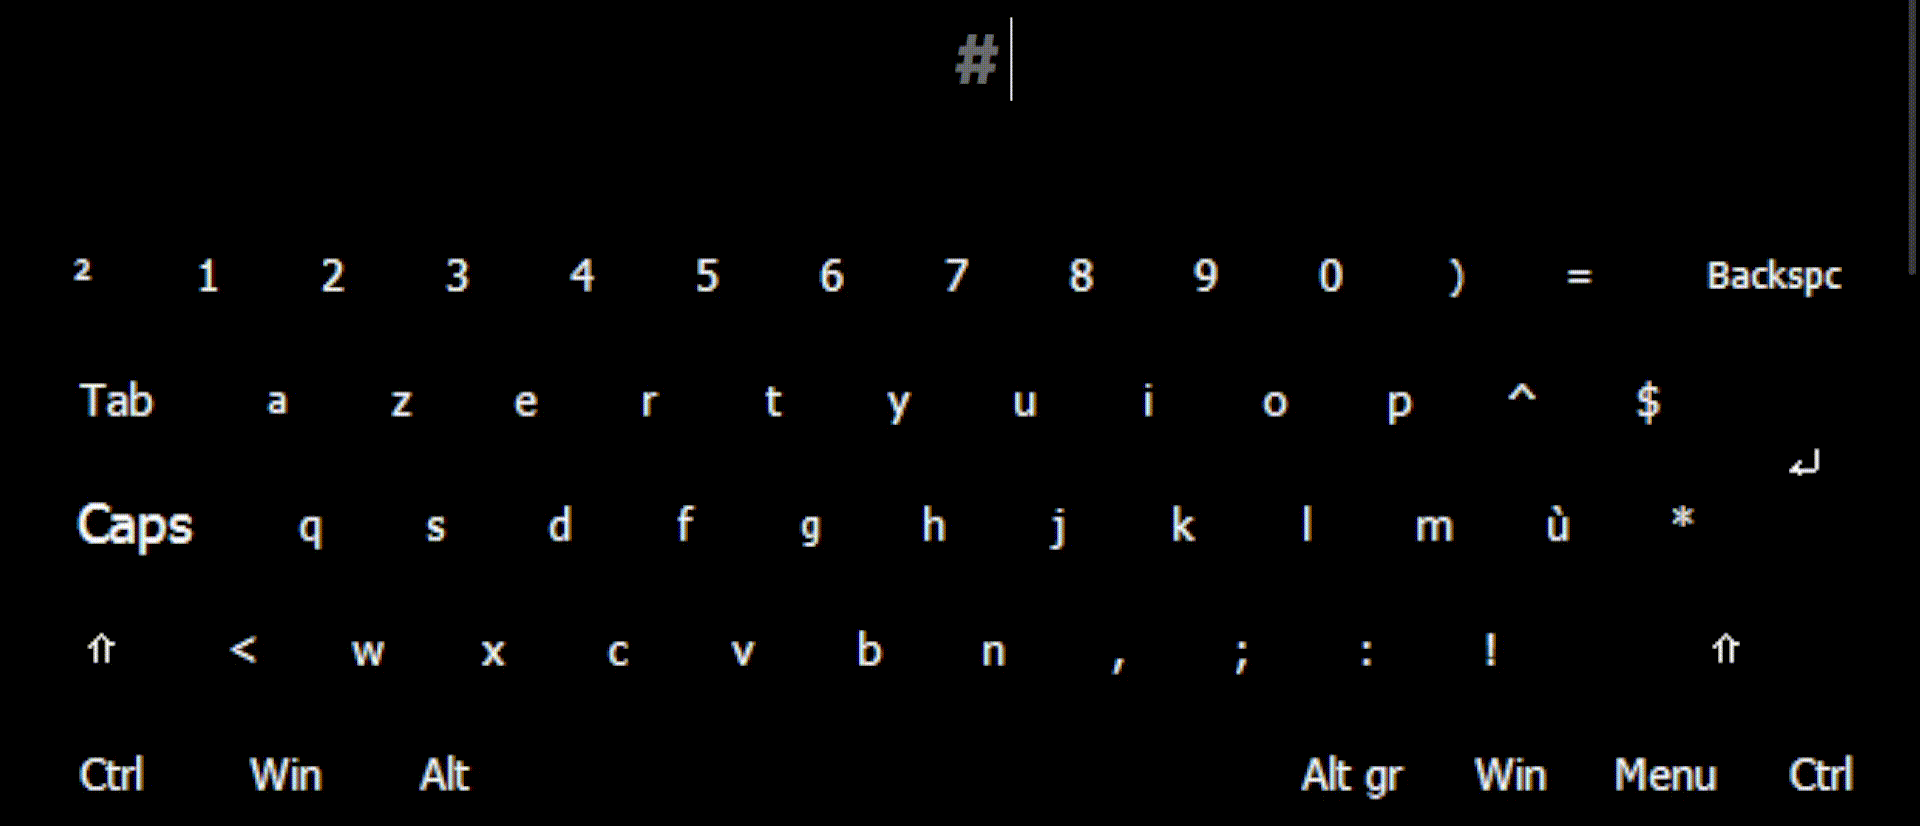 #
² 1 2 3 4 5 6 7 8 9 0 ) = Backspc
Tab a z e r t y u i o p ^ $
Caps q s d f g h j k l m ù *
⇑ < w x c v b n , ; : ! ⇑
Ctrl Win Alt Alt gr Win Menu Ctrl